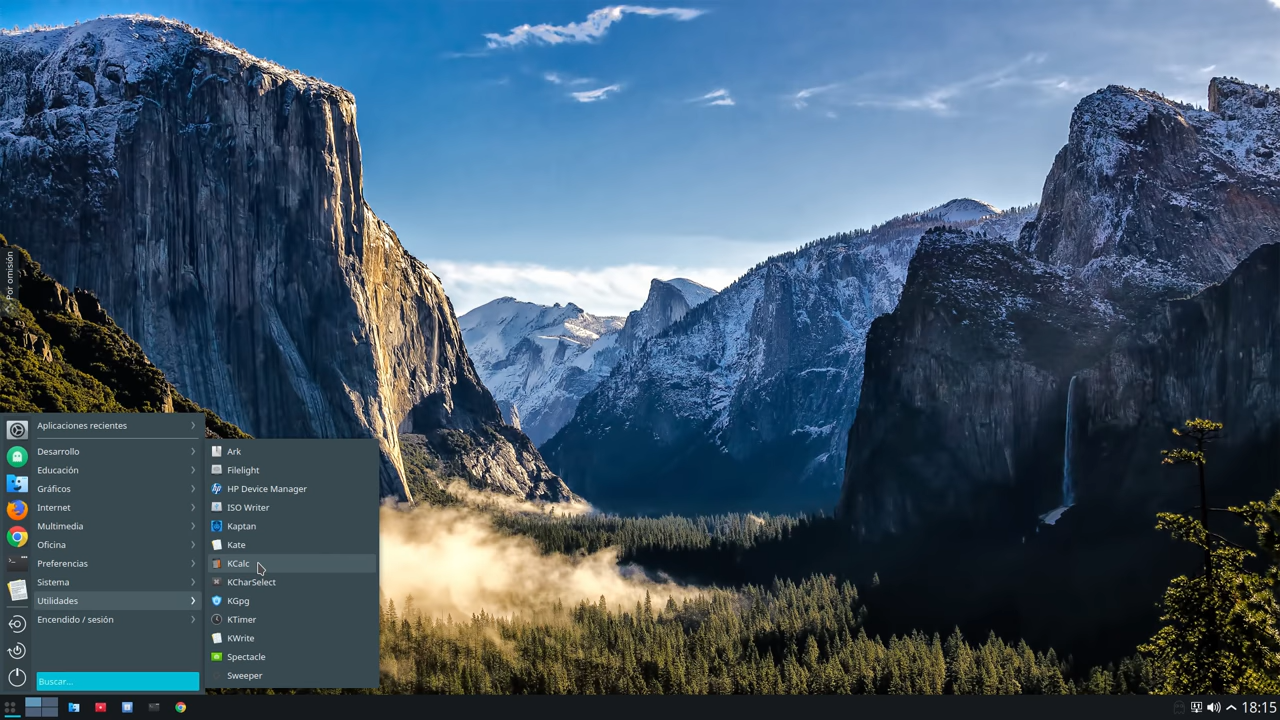 Por omisión
Aplicaciones recientes
Desarrollo
Educación
Gráficos
Internet
Multimedia
Oficina
Preferencias
Sistema
Utilidades
Encendido / sesión
Buscar...
Ark
Filelight
HP Device Manager
ISO Writer
Kaptan
Kate
KCalc
KCharSelect
KGpg
KTimer
KWrite
Spectacle
Sweeper
18:15